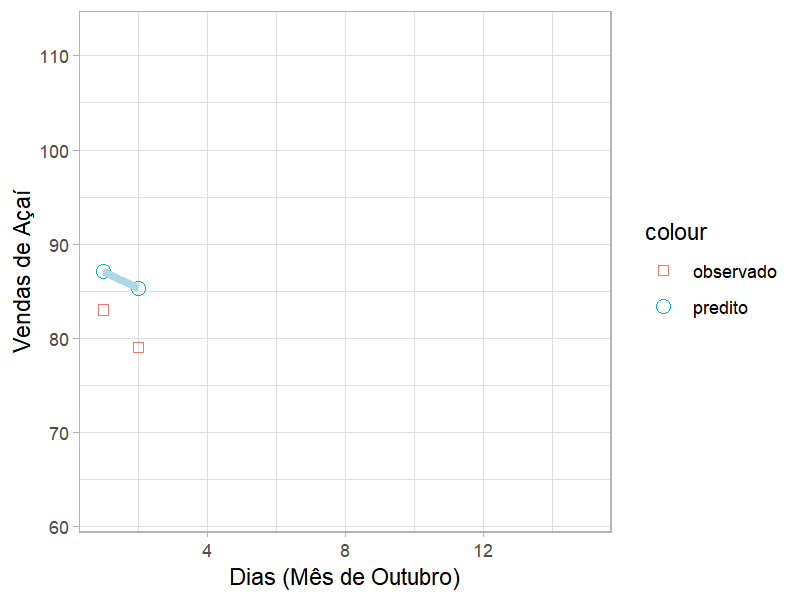 110
100
90
80
70
60
Vendas de Açaí
4 8 12
Dias (Mês de Outubro)
colour
observado
predito